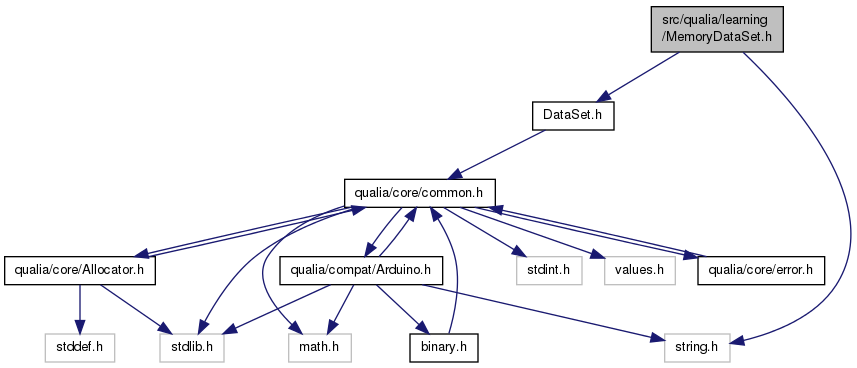 src/qualia/learning
/MemoryDataSet.h
DataSet.h
qualia/core/common.h
qualia/core/Allocator.h
qualia/compat/Arduino.h
stdint.h
values.h
qualia/core/error.h
stddef.h
stdlib.h
math.h
binary.h
string.h